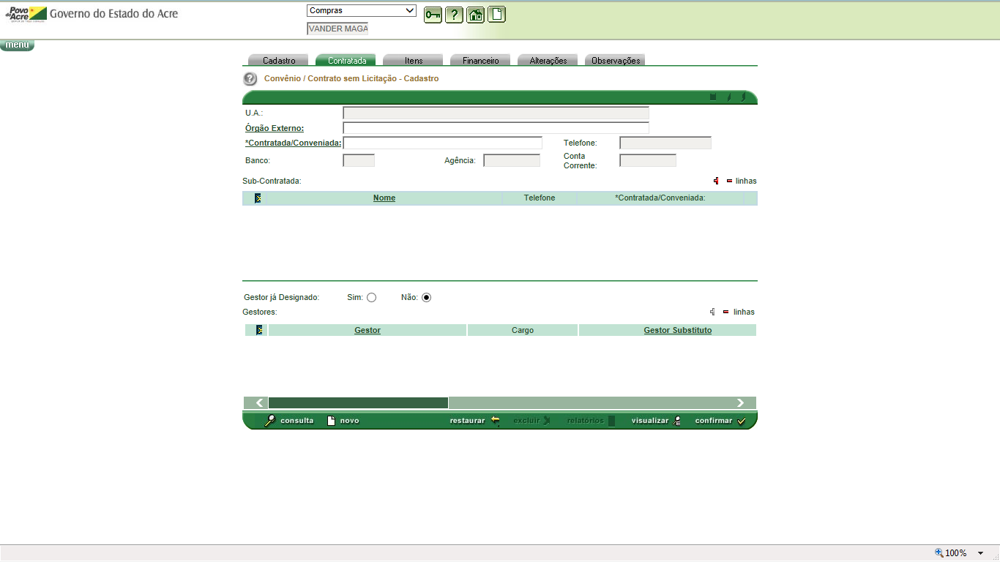 Povo do Acre Governo do Estado do Acre
Compras
VANDER MAGA
menu
Cadastro Contratada Itens Financeiro Alterações Observações
Convênio / Contrato sem Licitação - Cadastro
U.A.:
Órgão Externo:
*Contratada/Conveniada: Telefone:
Banco: Agência: Conta Corrente:
Sub-Contratada: linhas
Nome Telefone *Contratada/Conveniada:
Gestor já Designado: Sim: Não:
Gestores: linhas
Gestor Cargo Gestor Substituto
consulta novo restaurar excluir relatórios visualizar confirmar
100%